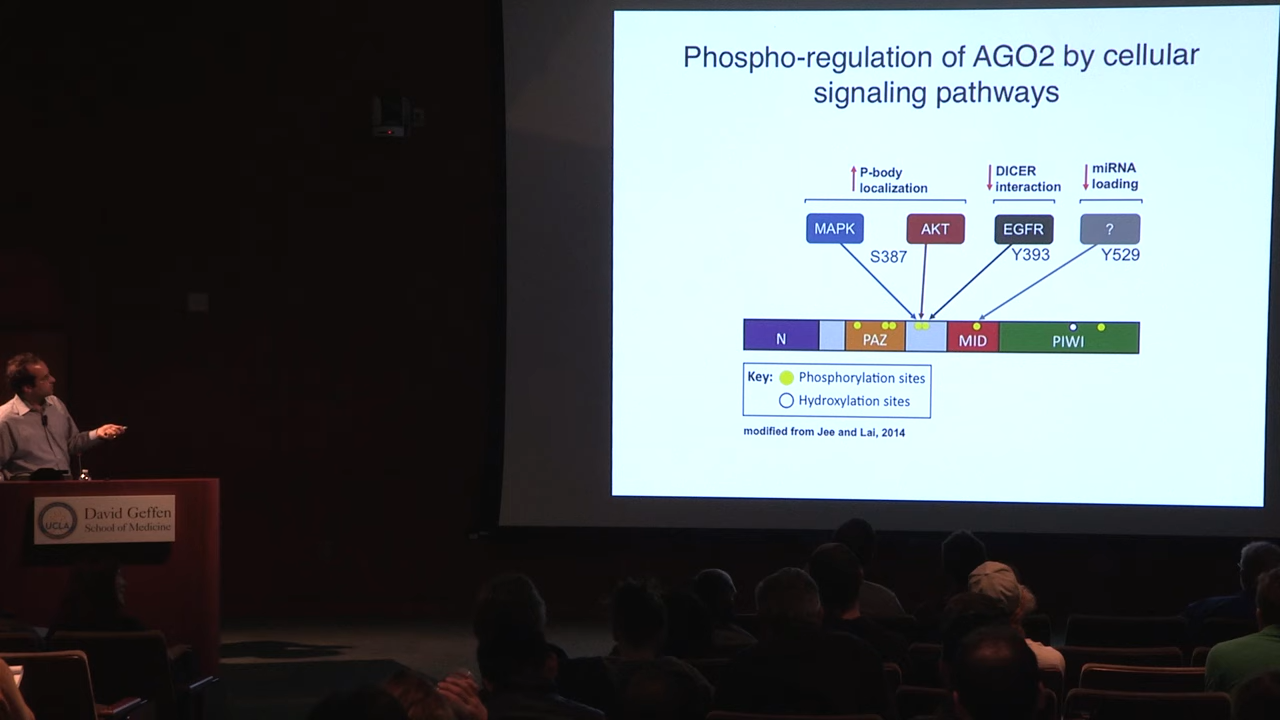 Phospho-regulation of AGO2 by cellular
signaling pathways
P-body
localization
DICER
interaction
miRNA
loading
MAPK
AKT
EGFR
?
S387
Y393
Y529
N
PAZ
MID
PIWI
Key: Phosphorylation sites
Hydroxylation sites
modified from Jee and Lai, 2014
UCLA
David Geffen
School of Medicine